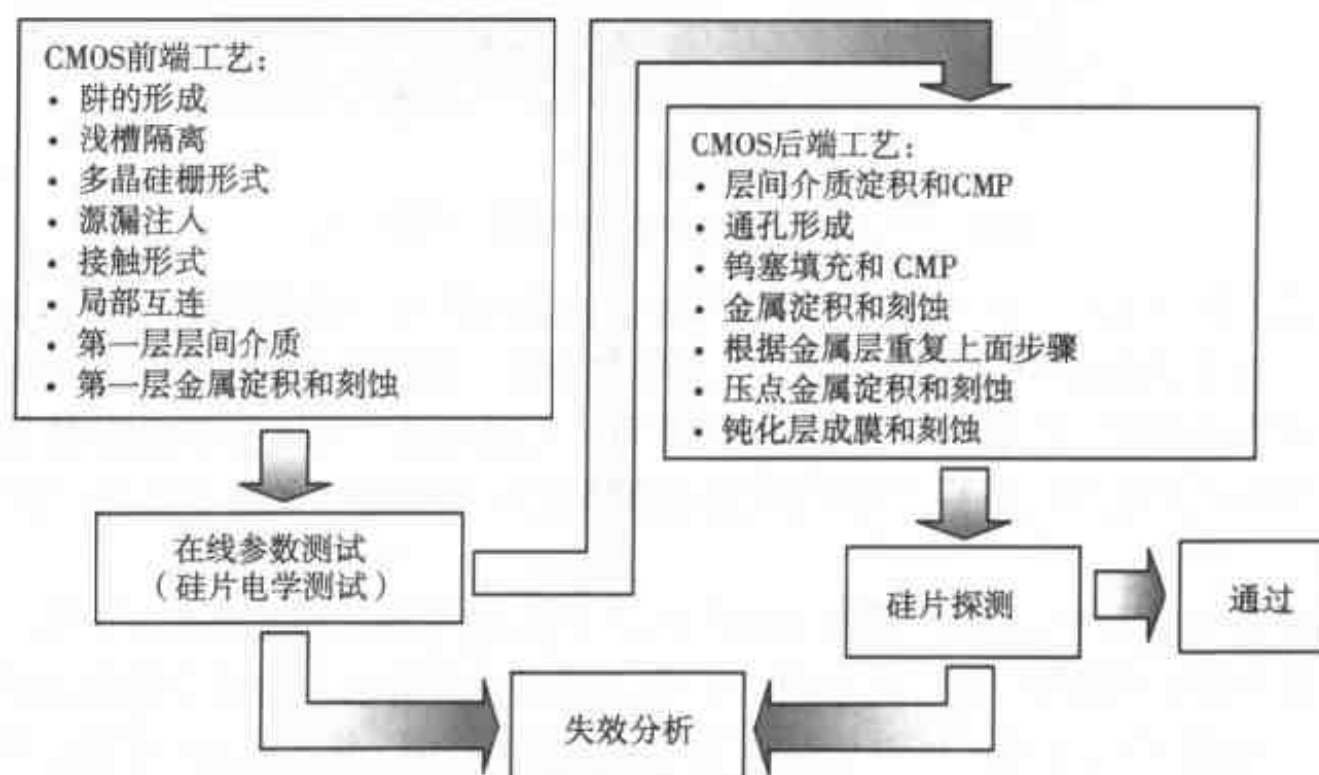 CMOS前端工艺：
• 阱的形成
• 浅槽隔离
• 多晶硅栅形式
• 源漏注入
• 接触形式
• 局部互连
• 第一层层间介质
• 第一层金属淀积和刻蚀
在线参数测试
（硅片电学测试）
CMOS后端工艺：
• 层间介质淀积和CMP
• 通孔形成
• 钨塞填充和 CMP
• 金属淀积和刻蚀
• 根据金属层重复上面步骤
• 压点金属淀积和刻蚀
• 钝化层成膜和刻蚀
硅片探测
通过
失效分析